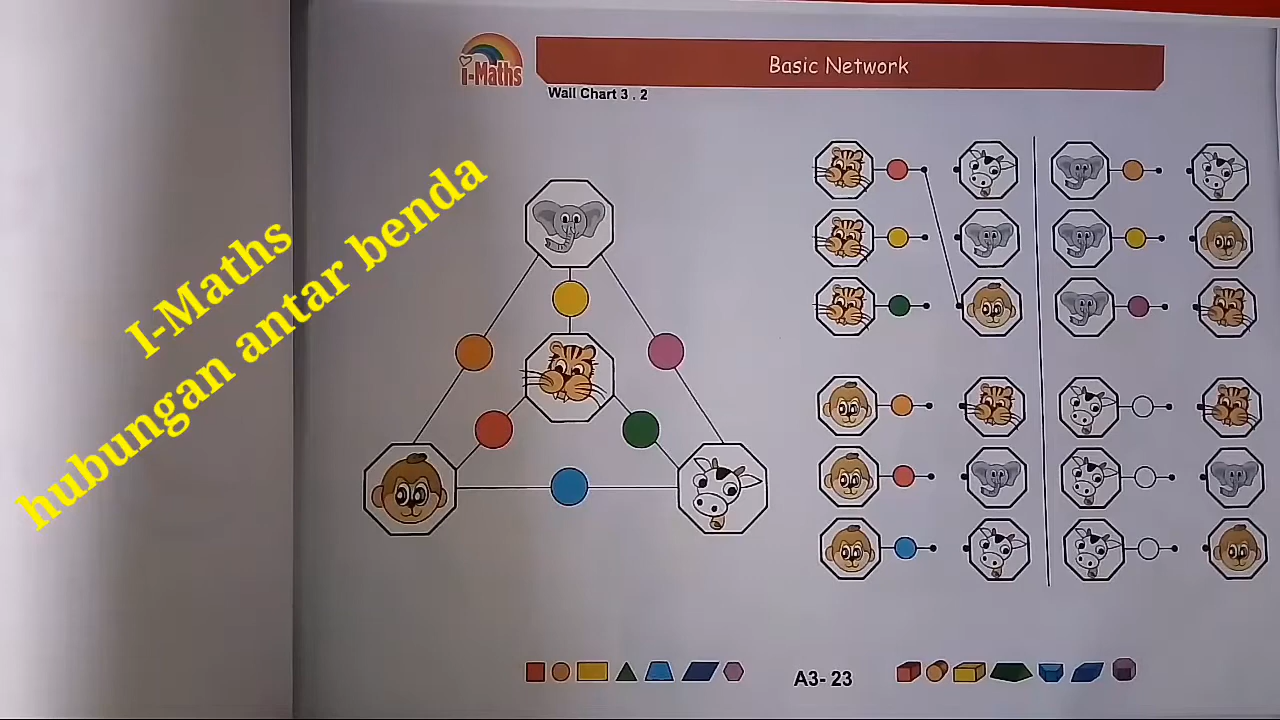 i-Maths
Basic Network
Wall Chart 3 . 2
I-Maths
hubungan antar benda
A3- 23